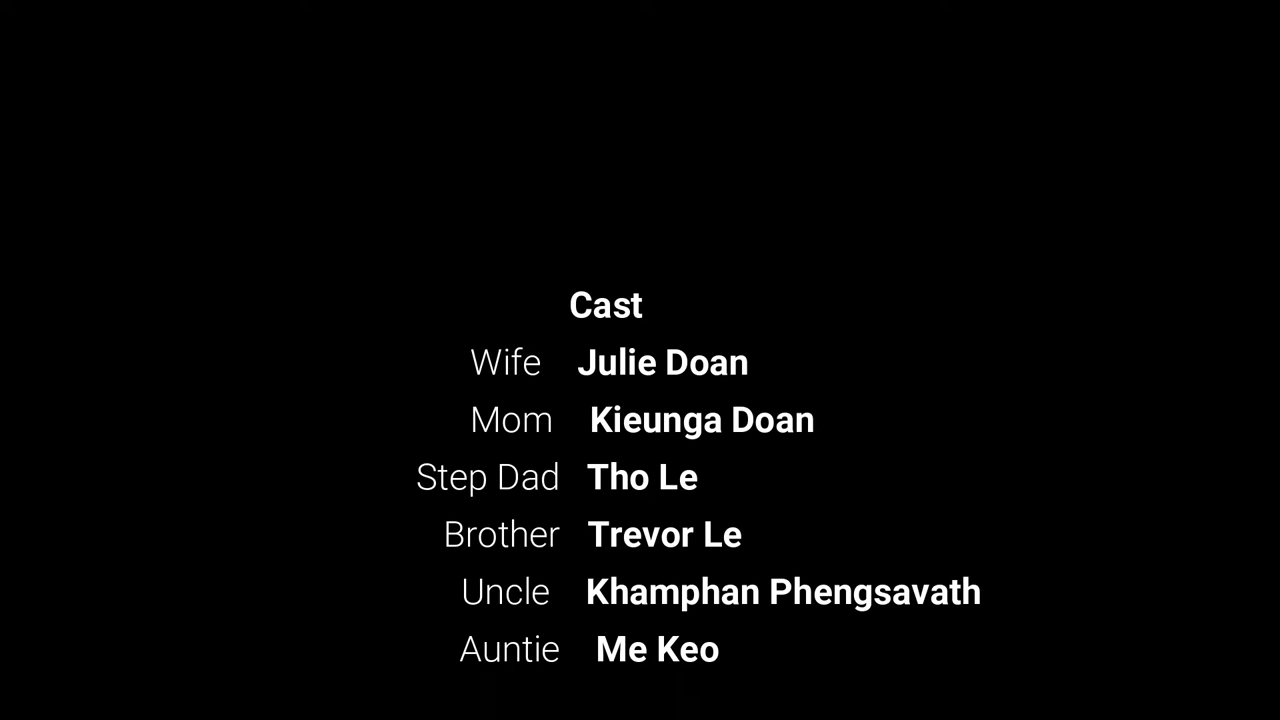 Cast
Wife Julie Doan
Mom Kieunga Doan
Step Dad Tho Le
Brother Trevor Le
Uncle Khamphan Phengsavath
Auntie Me Keo